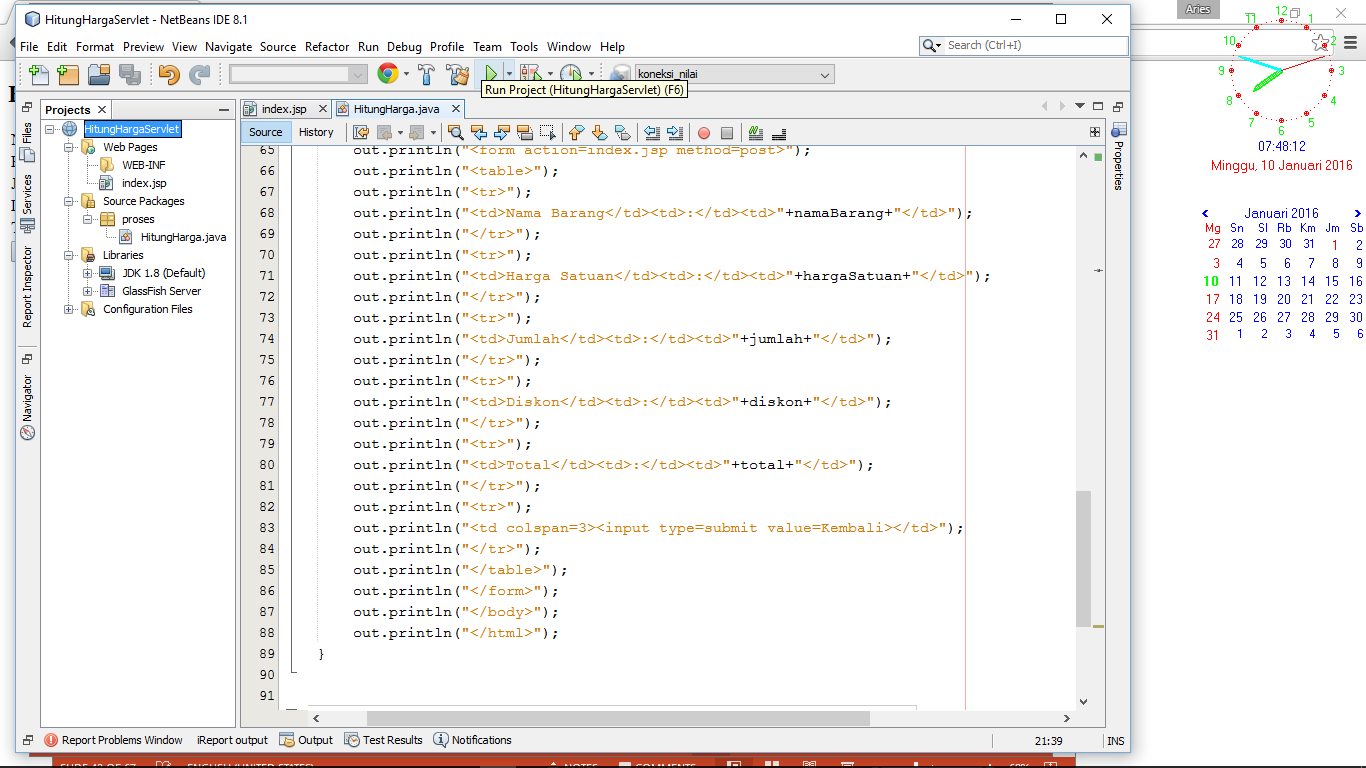 HitungHargaServlet - NetBeans IDE 8.1
File Edit Format Preview View Navigate Source Refactor Run Debug Profile Team Tools Window Help
Search (Ctrl+I)
koneksi_nilai
Run Project (HitungHargaServlet) (F6)
Projects
HitungHargaServlet
Web Pages
WEB-INF
index.jsp
Source Packages
proses
HitungHarga.java
Libraries
JDK 1.8 (Default)
GlassFish Server
Configuration Files
Files
Services
Report Inspector
Navigator
index.jsp HitungHarga.java
Source History
65 out.println("<form action=index.jsp method=post>");
66 out.println("<table>");
67 out.println("<tr>");
68 out.println("<td>Nama Barang</td><td>:</td><td>"+namaBarang+"</td>");
69 out.println("</tr>");
70 out.println("<tr>");
71 out.println("<td>Harga Satuan</td><td>:</td><td>"+hargaSatuan+"</td>");
72 out.println("</tr>");
73 out.println("<tr>");
74 out.println("<td>Jumlah</td><td>:</td><td>"+jumlah+"</td>");
75 out.println("</tr>");
76 out.println("<tr>");
77 out.println("<td>Diskon</td><td>:</td><td>"+diskon+"</td>");
78 out.println("</tr>");
79 out.println("<tr>");
80 out.println("<td>Total</td><td>:</td><td>"+total+"</td>");
81 out.println("</tr>");
82 out.println("<tr>");
83 out.println("<td colspan=3><input type=submit value=Kembali></td>");
84 out.println("</tr>");
85 out.println("</table>");
86 out.println("</form>");
87 out.println("</body>");
88 out.println("</html>");
89 }
90
91
Properties
Report Problems Window iReport output Output Test Results Notifications
21:39 INS
Aries
12
1
2
3
4
5
6
7
8
9
10
11
07:48:12
Minggu, 10 Januari 2016
Januari 2016
Mg Sn Sl Rb Km Jm Sb
27 28 29 30 31 1 2
3 4 5 6 7 8 9
10 11 12 13 14 15 16
17 18 19 20 21 22 23
24 25 26 27 28 29 30
31 1 2 3 4 5 6